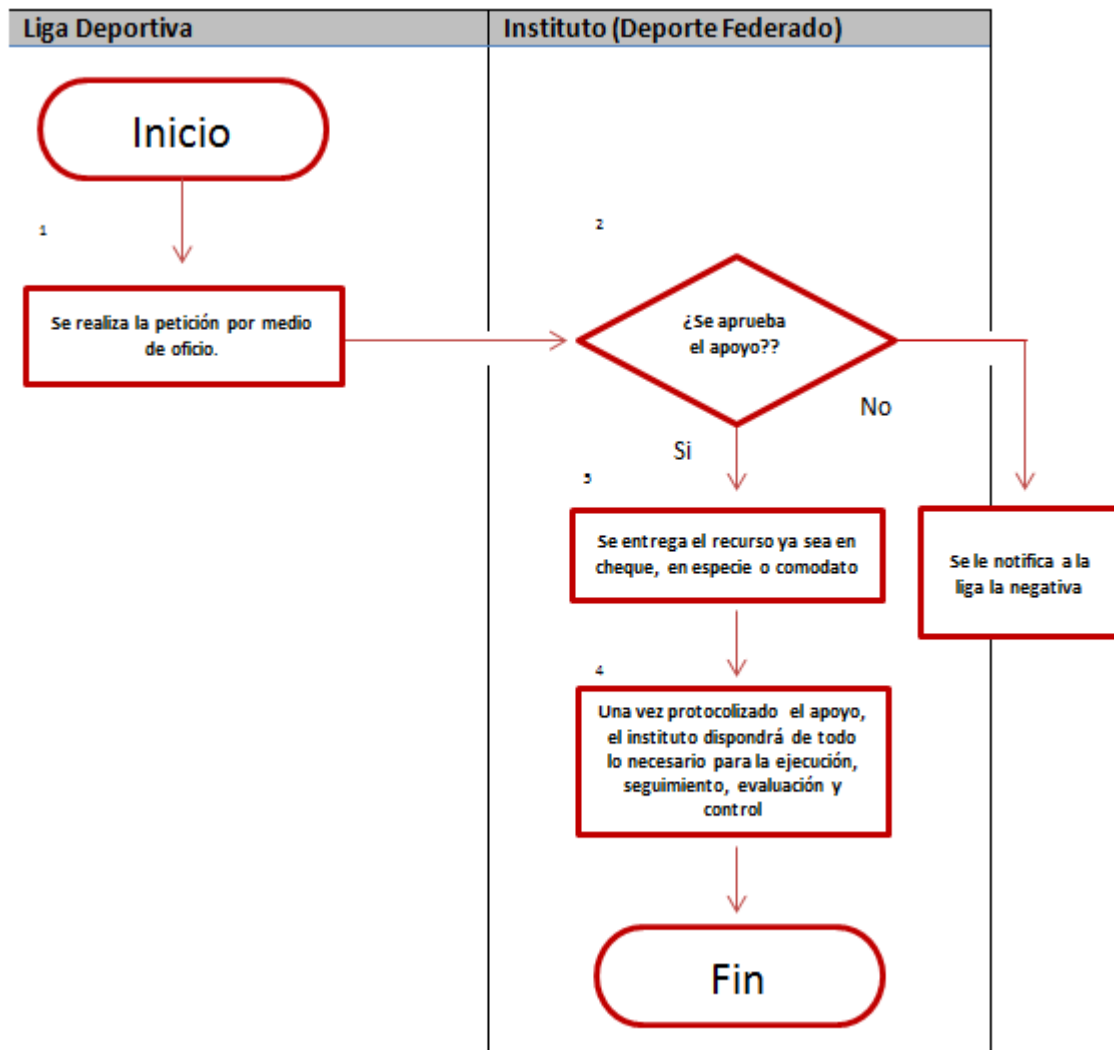 Liga Deportiva
Instituto (Deporte Federado)
Inicio
1
Se realiza la petición por medio
de oficio.
2
¿Se aprueba
el apoyo??
No
Si
3
Se entrega el recurso ya sea en
cheque, en especie o comodato
Se le notifica a la
liga la negativa
4
Una vez protocolizado el apoyo,
el instituto dispondrá de todo
lo necesario para la ejecución,
seguimiento, evaluación y
control
Fin